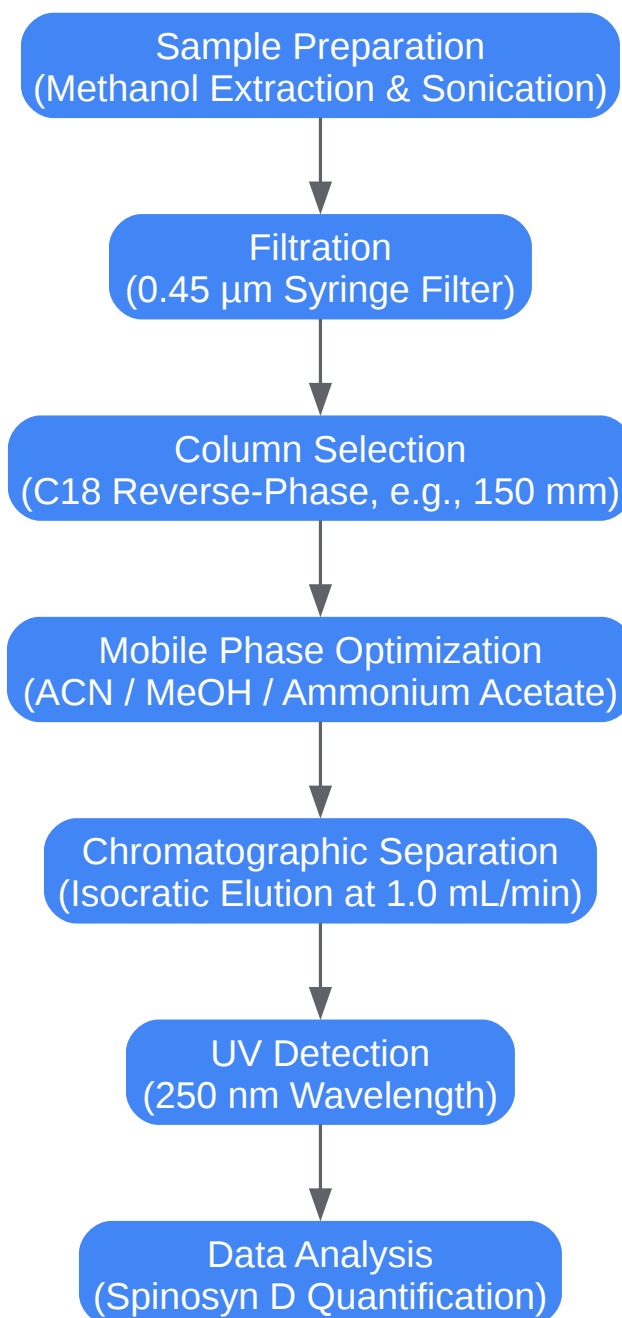 Sample Preparation
(Methanol Extraction & Sonication)
Filtration
(0.45 µm Syringe Filter)
Column Selection
(C18 Reverse-Phase, e.g., 150 mm)
Mobile Phase Optimization
(ACN / MeOH / Ammonium Acetate)
Chromatographic Separation
(Isocratic Elution at 1.0 mL/min)
UV Detection
(250 nm Wavelength)
Data Analysis
(Spinosyn D Quantification)